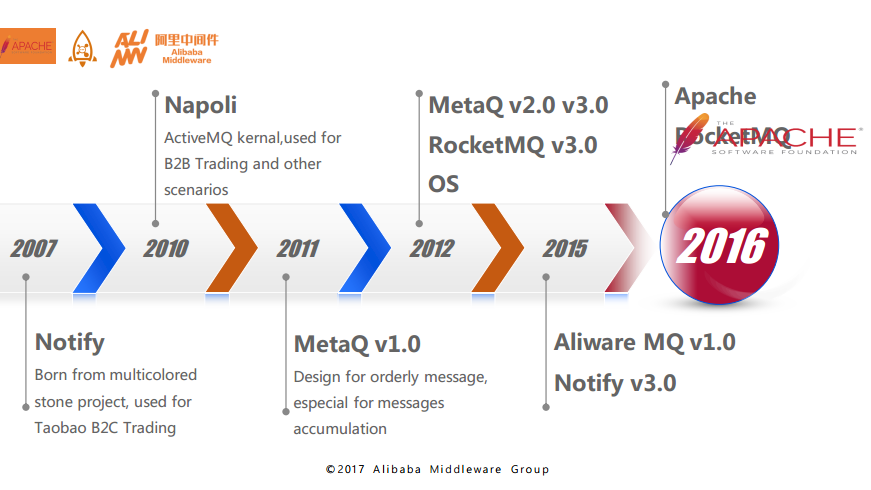 APACHE
ALI
MW
阿里中间件
Alibaba
Middleware
Napoli
ActiveMQ kernal,used for
B2B Trading and other
scenarios
MetaQ v2.0 v3.0
RocketMQ v3.0
OS
Apache
RocketMQ
THE
APACHE®
SOFTWARE FOUNDATION
2007
2010
2011
2012
2015
2016
Notify
Born from multicolored
stone project, used for
Taobao B2C Trading
MetaQ v1.0
Design for orderly message,
especial for messages
accumulation
Aliware MQ v1.0
Notify v3.0
©2017 Alibaba Middleware Group